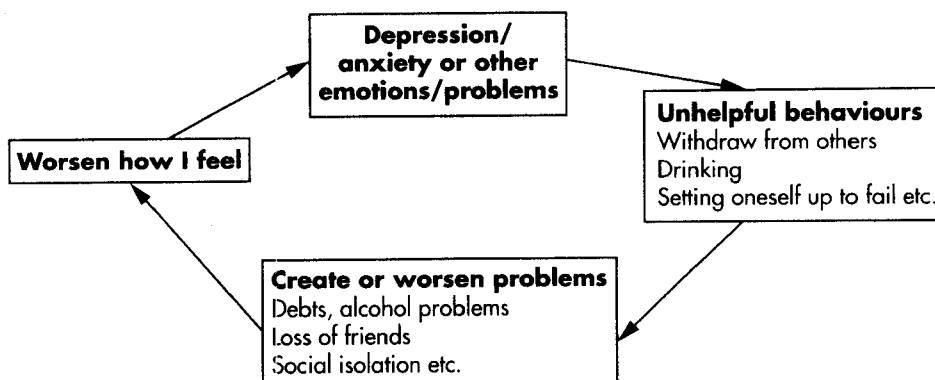 Depression/
anxiety or other
emotions/problems
Unhelpful behaviours
Withdraw from others
Drinking
Setting oneself up to fail etc.
Worsen how I feel
Create or worsen problems
Debts, alcohol problems
Loss of friends
Social isolation etc.